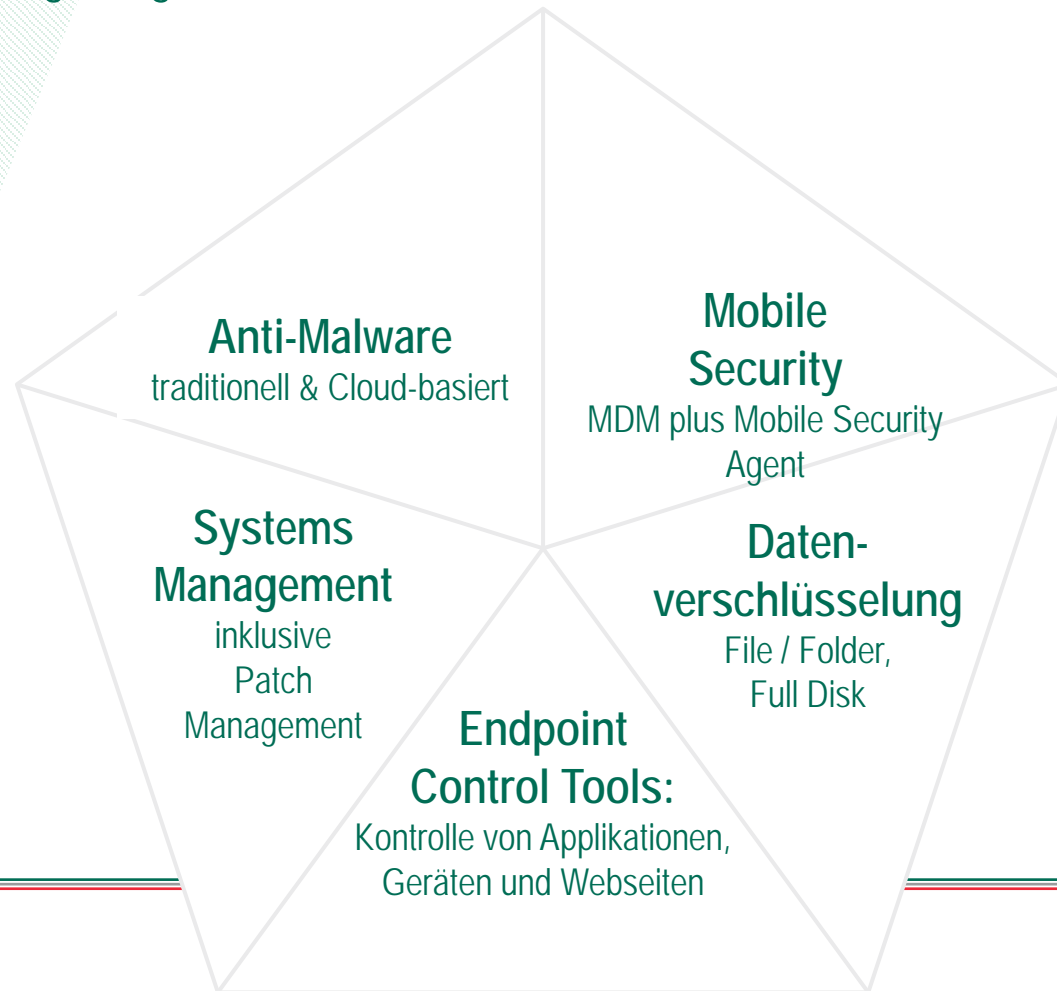 Anti-Malware
traditionell & Cloud-basiert
Mobile
Security
MDM plus Mobile Security
Agent
Systems
Management
inklusive
Patch
Management
Daten-
verschlüsselung
File / Folder,
Full Disk
Endpoint
Control Tools:
Kontrolle von Applikationen,
Geräten und Webseiten